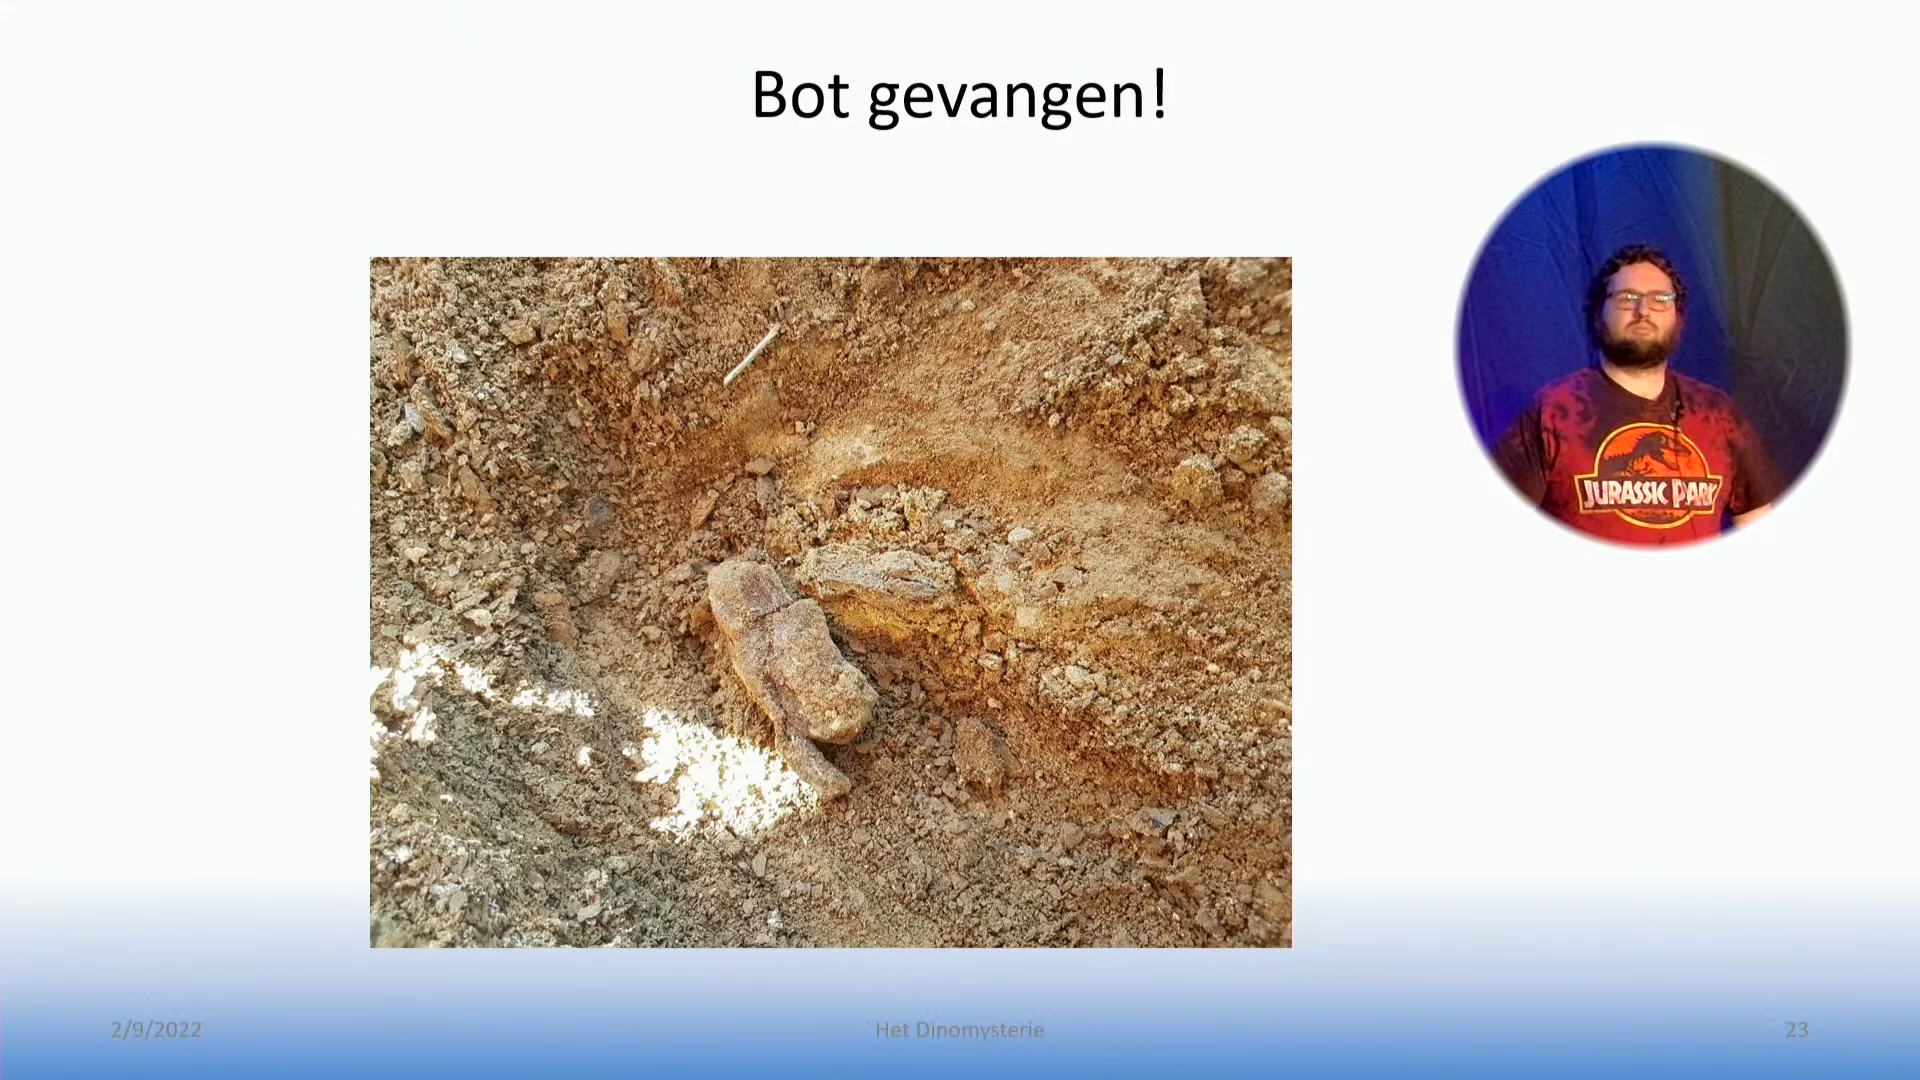 Bot gevangen!
JURASSIC PARK
2/9/2022
Het Dinomysterie
23